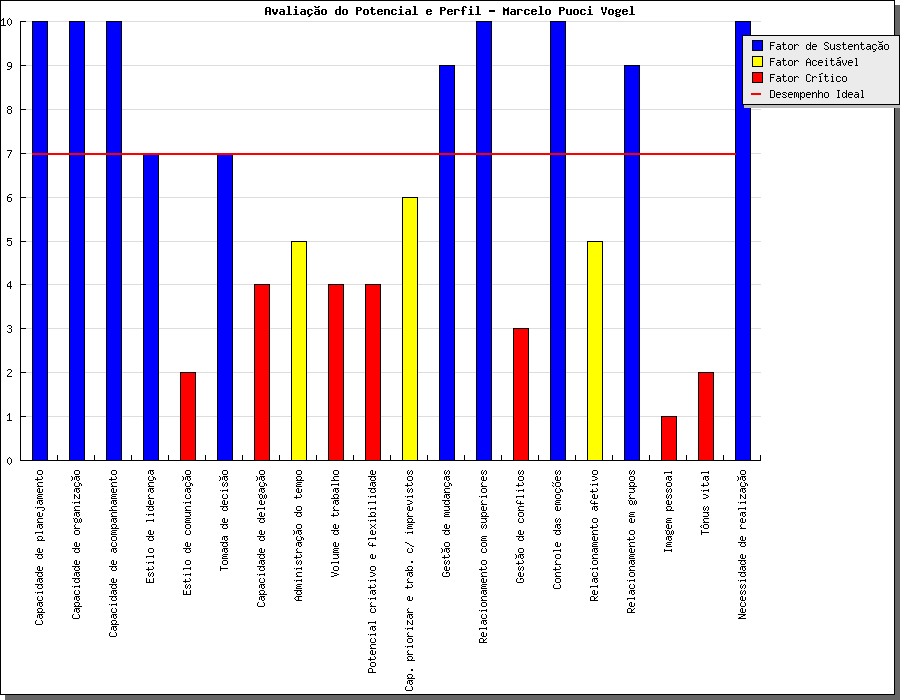 Avaliação do Potencial e Perfil - Marcelo Puoci Vogel
10
9
8
7
6
5
4
3
2
1
0
Fator de Sustentação
Fator Aceitável
Fator Crítico
Desempenho Ideal
Capacidade de planejamento
Capacidade de organização
Capacidade de acompanhamento
Estilo de liderança
Estilo de comunicação
Tomada de decisão
Capacidade de delegação
Administração do tempo
Volume de trabalho
Potencial criativo e flexibilidade
Cap. priorizar e trab. c/ imprevistos
Gestão de mudanças
Relacionamento com superiores
Gestão de conflitos
Controle das emoções
Relacionamento afetivo
Relacionamento em grupos
Imagem pessoal
Tônus vital
Necessidade de realização